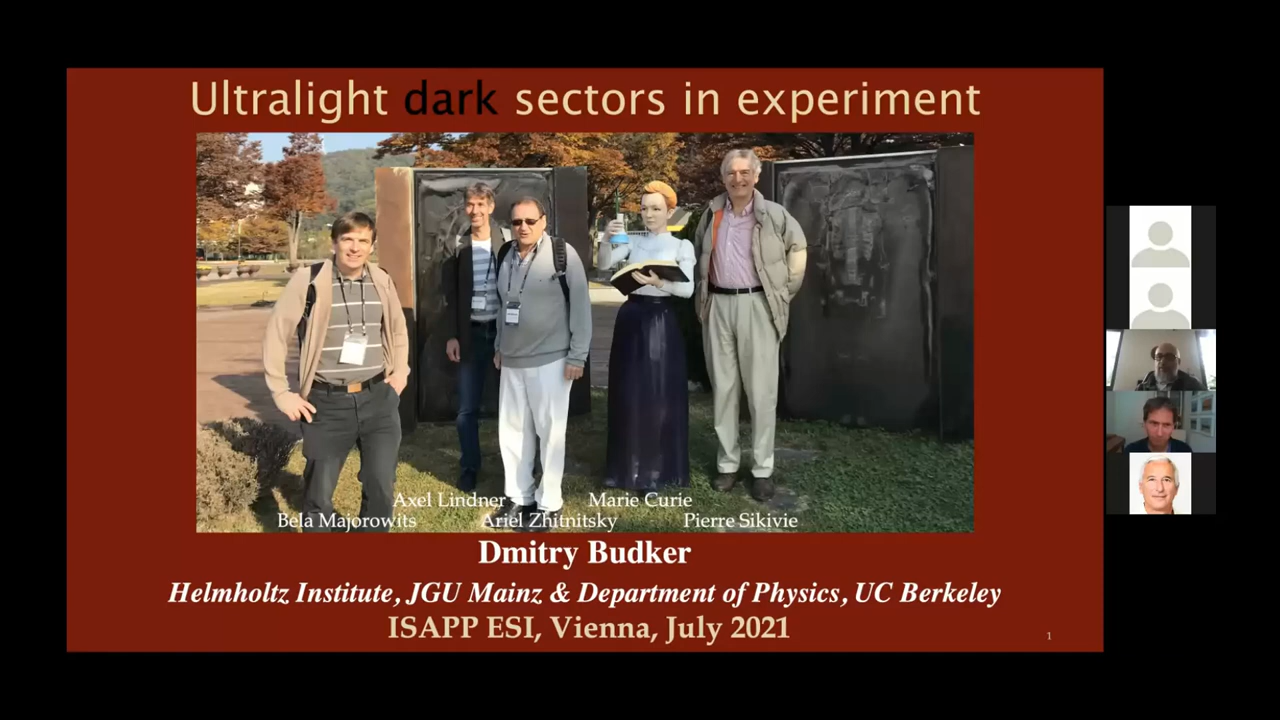 Ultralight dark sectors in experiment
Axel Lindner
Marie Curie
Bela Majorowits
Ariel Zhitnitsky
Pierre Sikivie
Dmitry Budker
Helmholtz Institute, JGU Mainz & Department of Physics, UC Berkeley
ISAPP ESI, Vienna, July 2021
1